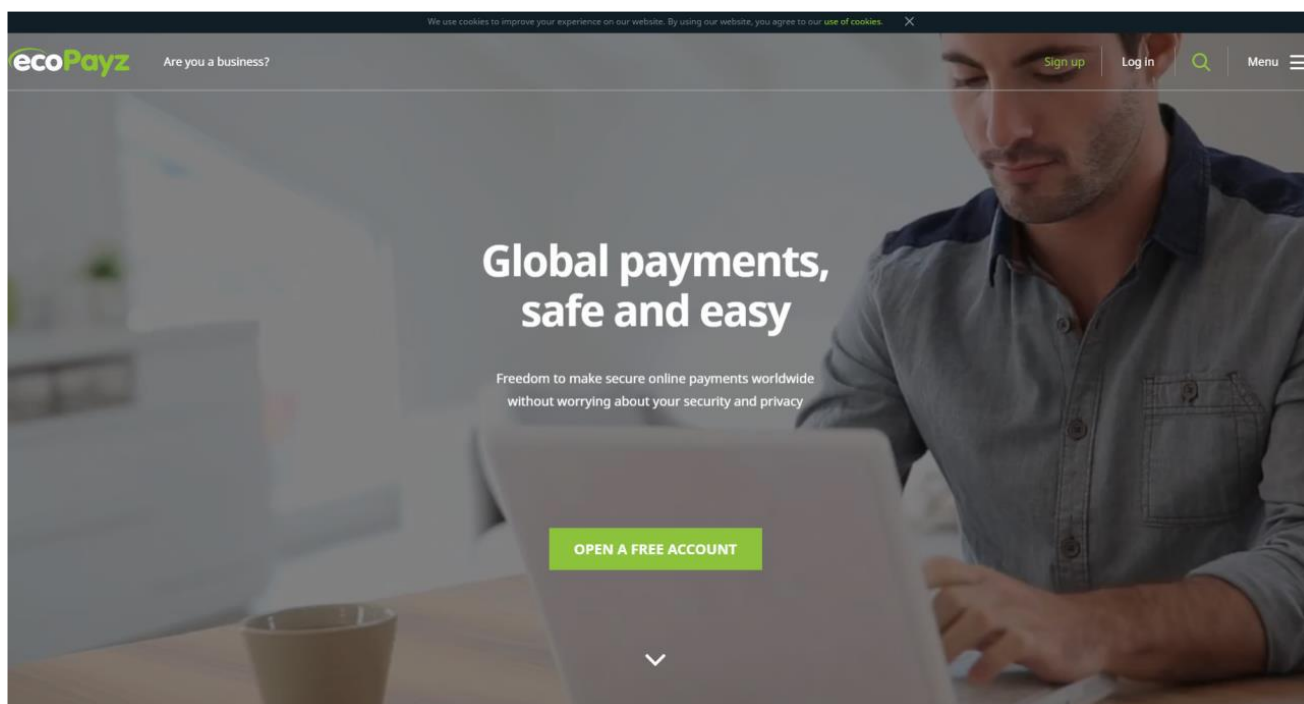 We use cookies to improve your experience on our website. By using our website, you agree to our use of cookies.
ecoPayz
Are you a business?
Sign up
Log in
Menu
Global payments,
safe and easy
Freedom to make secure online payments worldwide
without worrying about your security and privacy
OPEN A FREE ACCOUNT